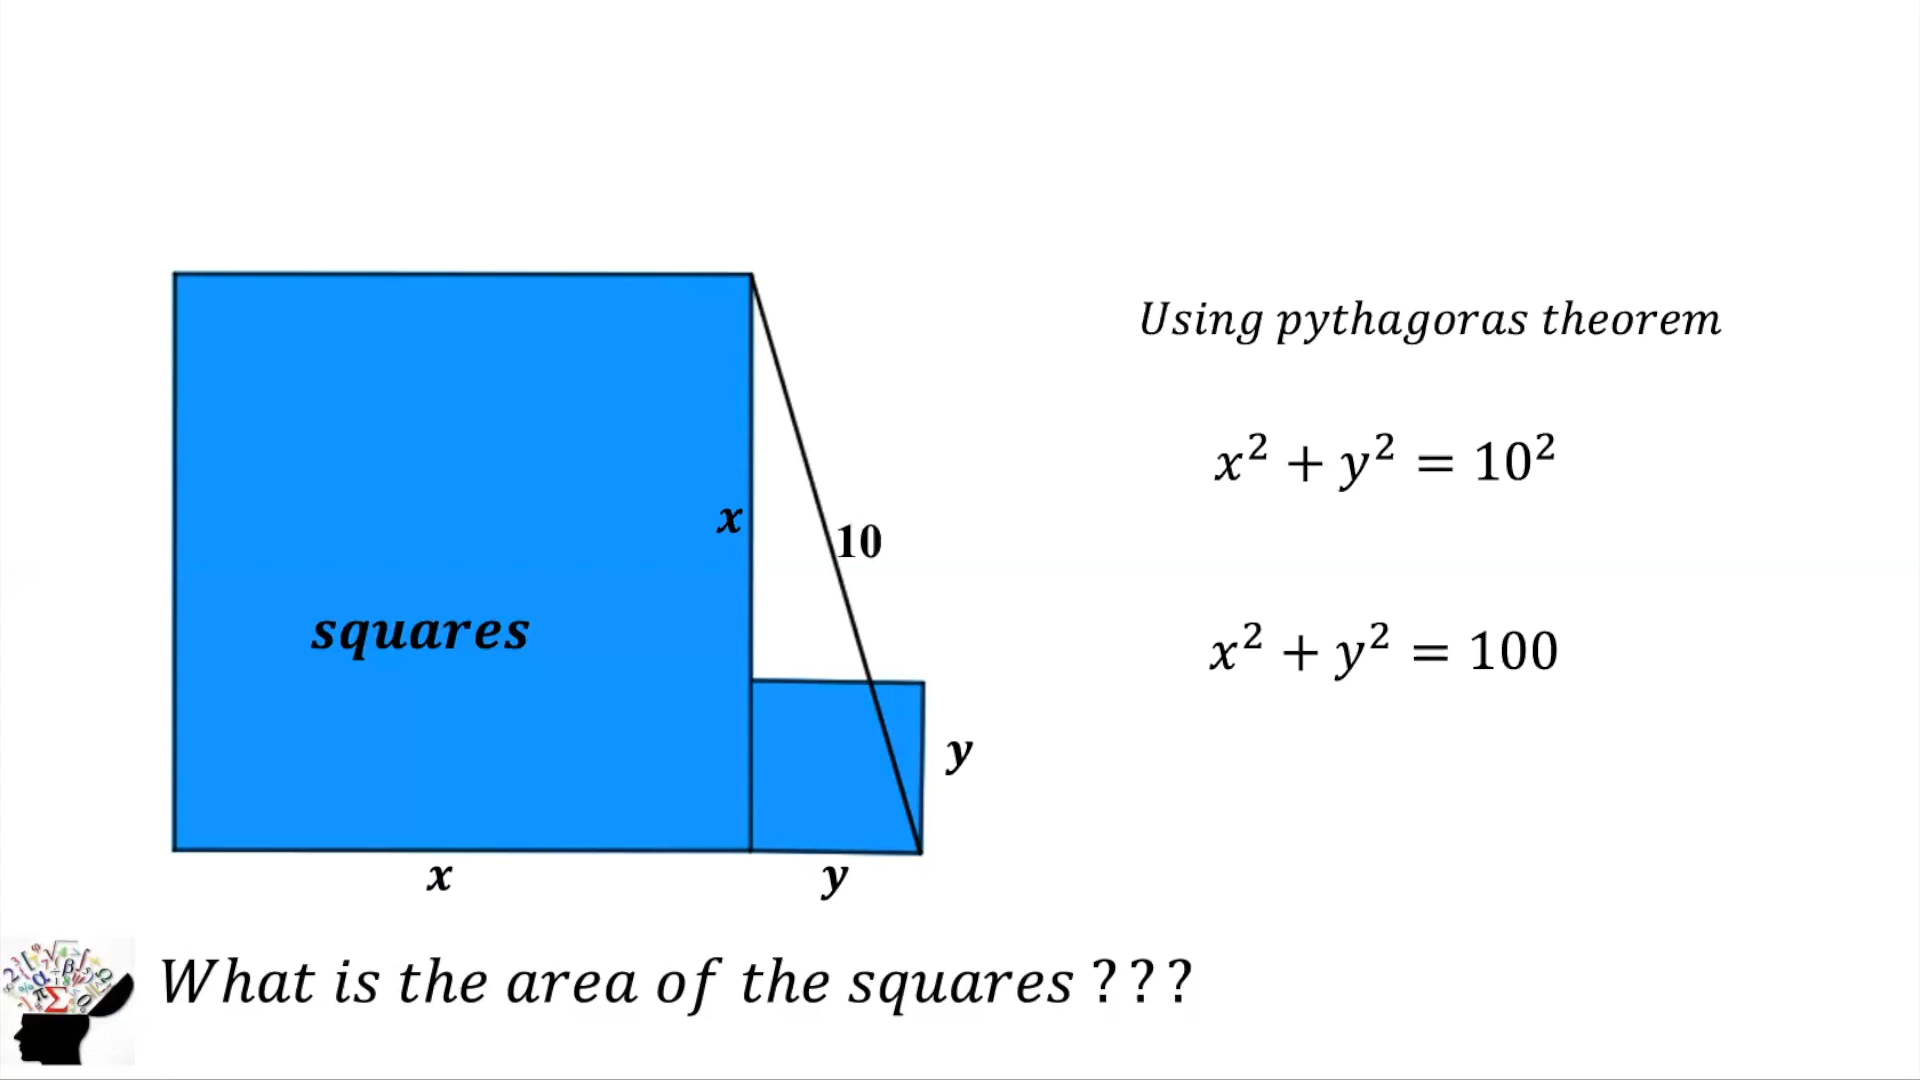 Using pythagoras theorem
x² + y² = 10²
x
10
x² + y² = 100
squares
y
x
y
What is the area of the squares ???